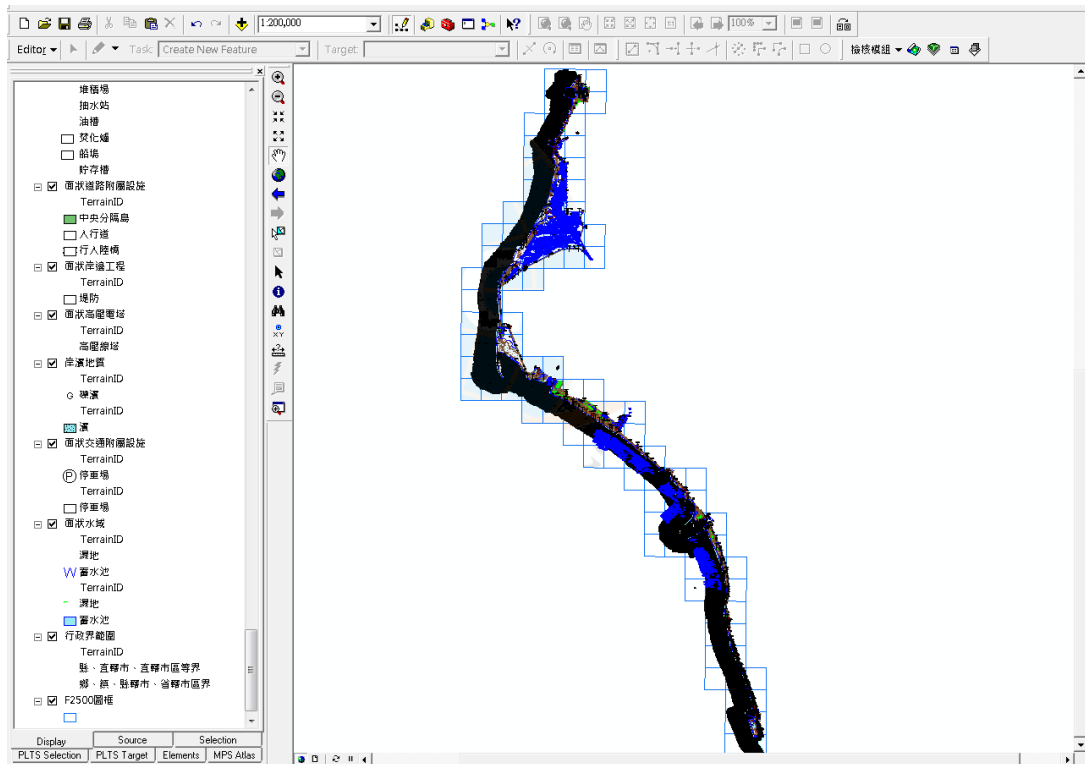 1:200,000
100%
Editor
Task:
Create New Feature
Target:
檢核模組
堆積場
抽水站
油槽
焚化爐
船塢
貯存槽
面狀道路附屬設施
TerrainID
中央分隔島
人行道
行人陸橋
面狀岸邊工程
TerrainID
堤防
面狀高壓電塔
TerrainID
高壓線塔
岸濱地質
TerrainID
G
礫濱
TerrainID
灘
面狀交通附屬設施
TerrainID
P
停車場
TerrainID
停車場
面狀水域
TerrainID
濕地
W
蓄水池
TerrainID
濕地
蓄水池
行政界範圍
TerrainID
縣、直轄市、直轄市區等界
鄉、鎮、縣轄市、省轄市區界
F2500圖框
Display
Source
Selection
PLTS Selection
PLTS Target
Elements
MPS Atlas
XY